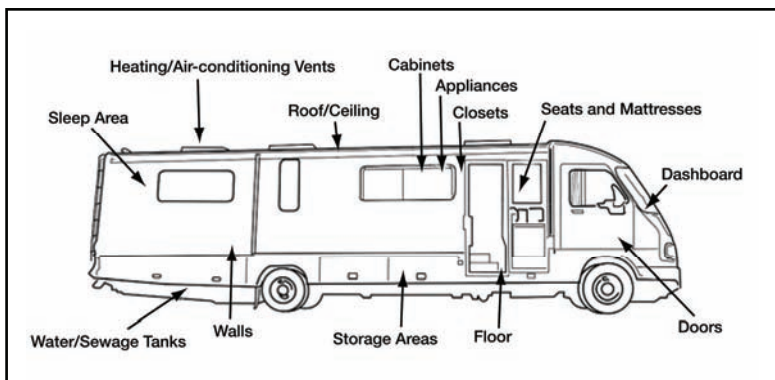 Heating/Air-conditioning Vents
Cabinets
Appliances
Sleep Area
Roof/Ceiling
Closets
Seats and Mattresses
Dashboard
Water/Sewage Tanks
Walls
Storage Areas
Floor
Doors